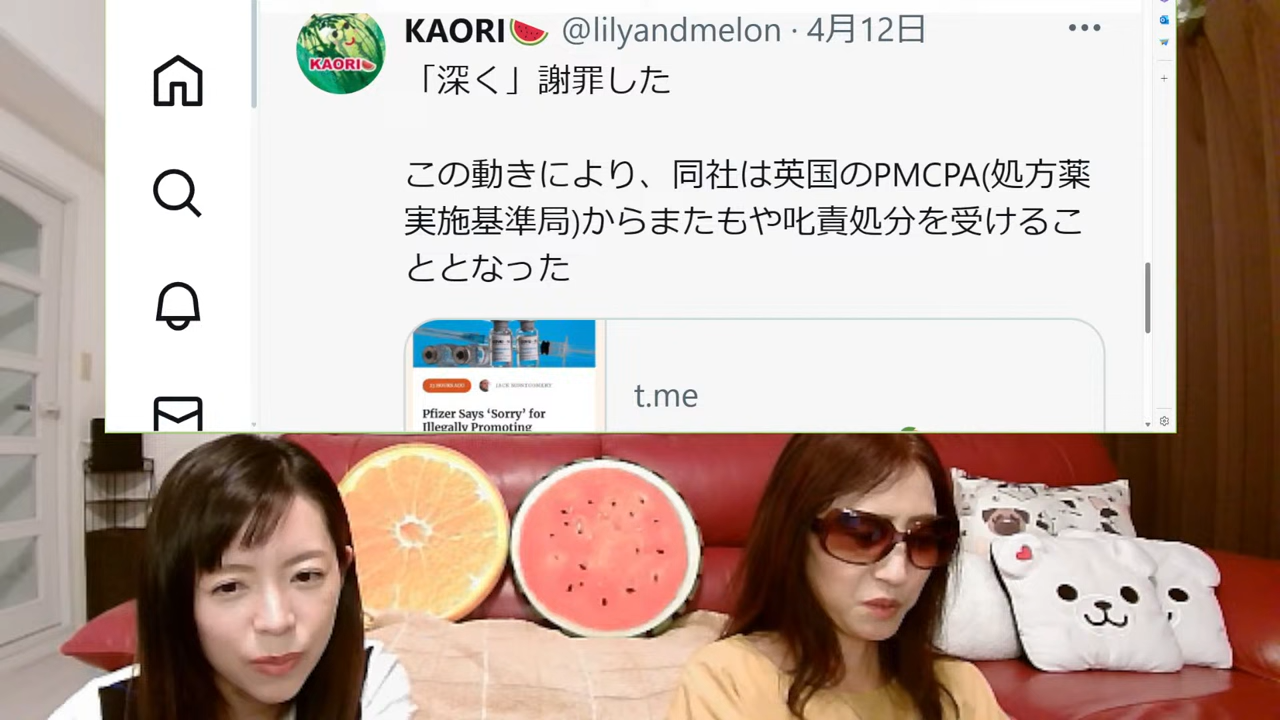 KAORI🍉 @lilyandmelon · 4月12日
KAORI
「深く」謝罪した
この動きにより、同社は英国のPMCPA(処方薬
実施基準局)からまたもや叱責処分を受けるこ
ととなった
t.me
Pfizer Says ‘Sorry’ for
Illegally Promoting